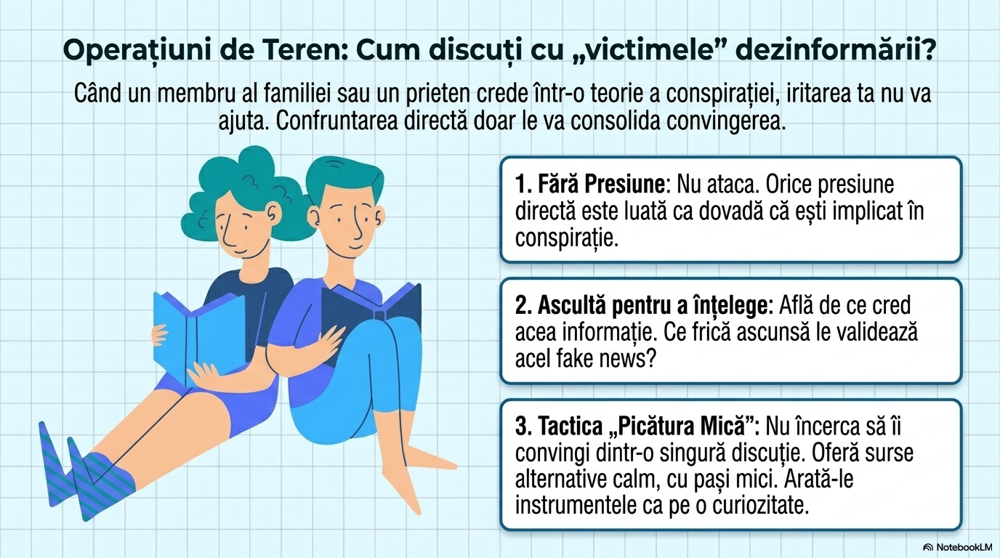 Operațiuni de Teren: Cum discuți cu „victimele” dezinformării?
Când un membru al familiei sau un prieten crede într-o teorie a conspirației, iritarea ta nu va
ajuta. Confruntarea directă doar le va consolida convingerea.
1. Fără Presiune: Nu ataca. Orice presiune
directă este luată ca dovadă că ești implicat în
conspirație.
2. Ascultă pentru a înțelege: Află de ce cred
acea informație. Ce frică ascunsă le validează
acel fake news?
3. Tactica „Picătura Mică”: Nu încerca să îi
convingi dintr-o singură discuție. Oferă surse
alternative calm, cu pași mici. Arată-le
instrumentele ca pe o curiozitate.
NotebookLM